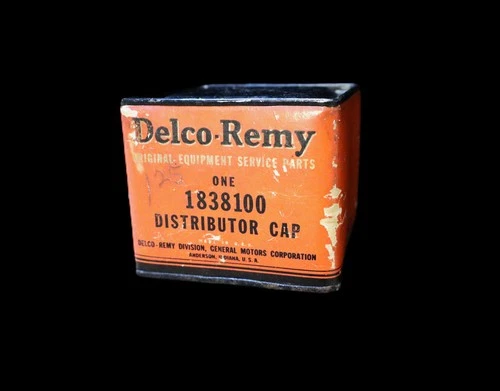 Delco-Remy
ORIGINAL EQUIPMENT SERVICE PARTS
ONE
1838100
DISTRIBUTOR CAP
DELCO-REMY DIVISION, GENERAL MOTORS CORPORATION
ANDERSON, INDIANA, U.S.A.